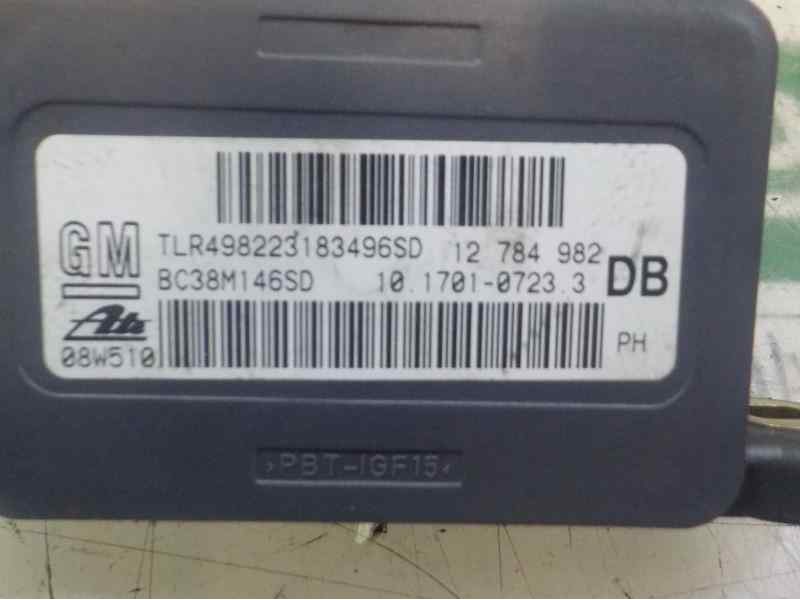 GM
TLR498223183496SD 12 784 982
BC38M146SD 10.1701-0723.3 DB
Ate
08W510
PH
>PBT-IGF15<